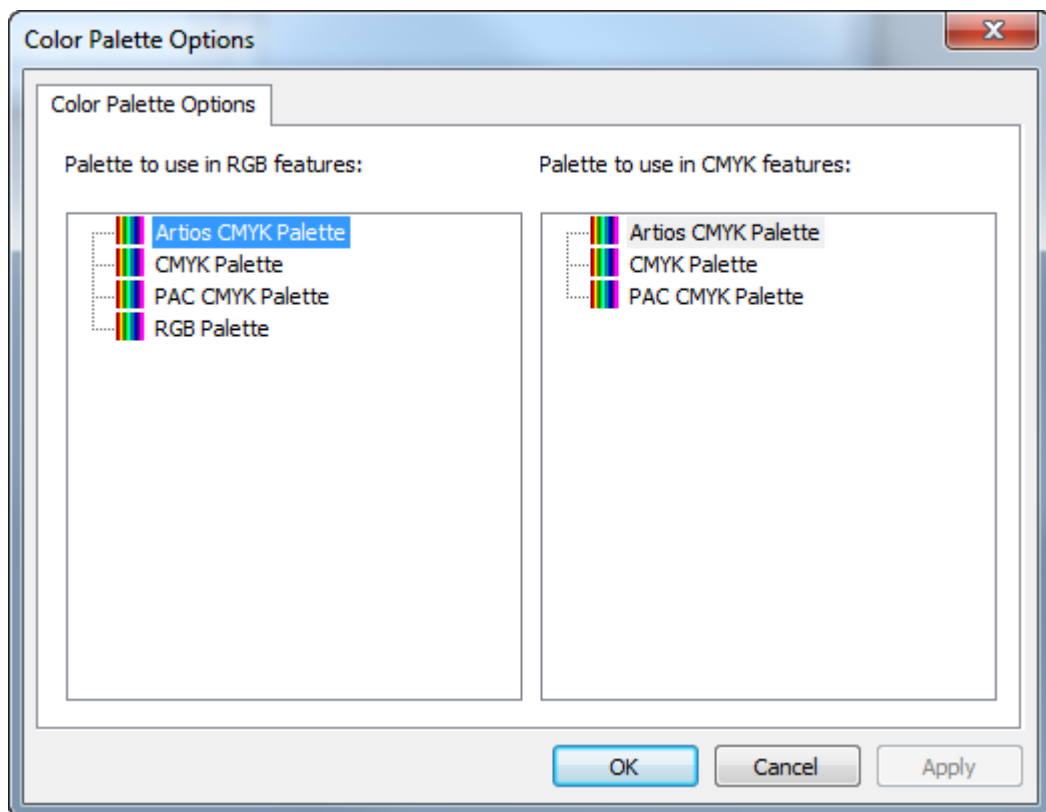 Color Palette Options
Color Palette Options
Palette to use in RGB features:
Artios CMYK Palette
CMYK Palette
PAC CMYK Palette
RGB Palette
Palette to use in CMYK features:
Artios CMYK Palette
CMYK Palette
PAC CMYK Palette
OK
Cancel
Apply